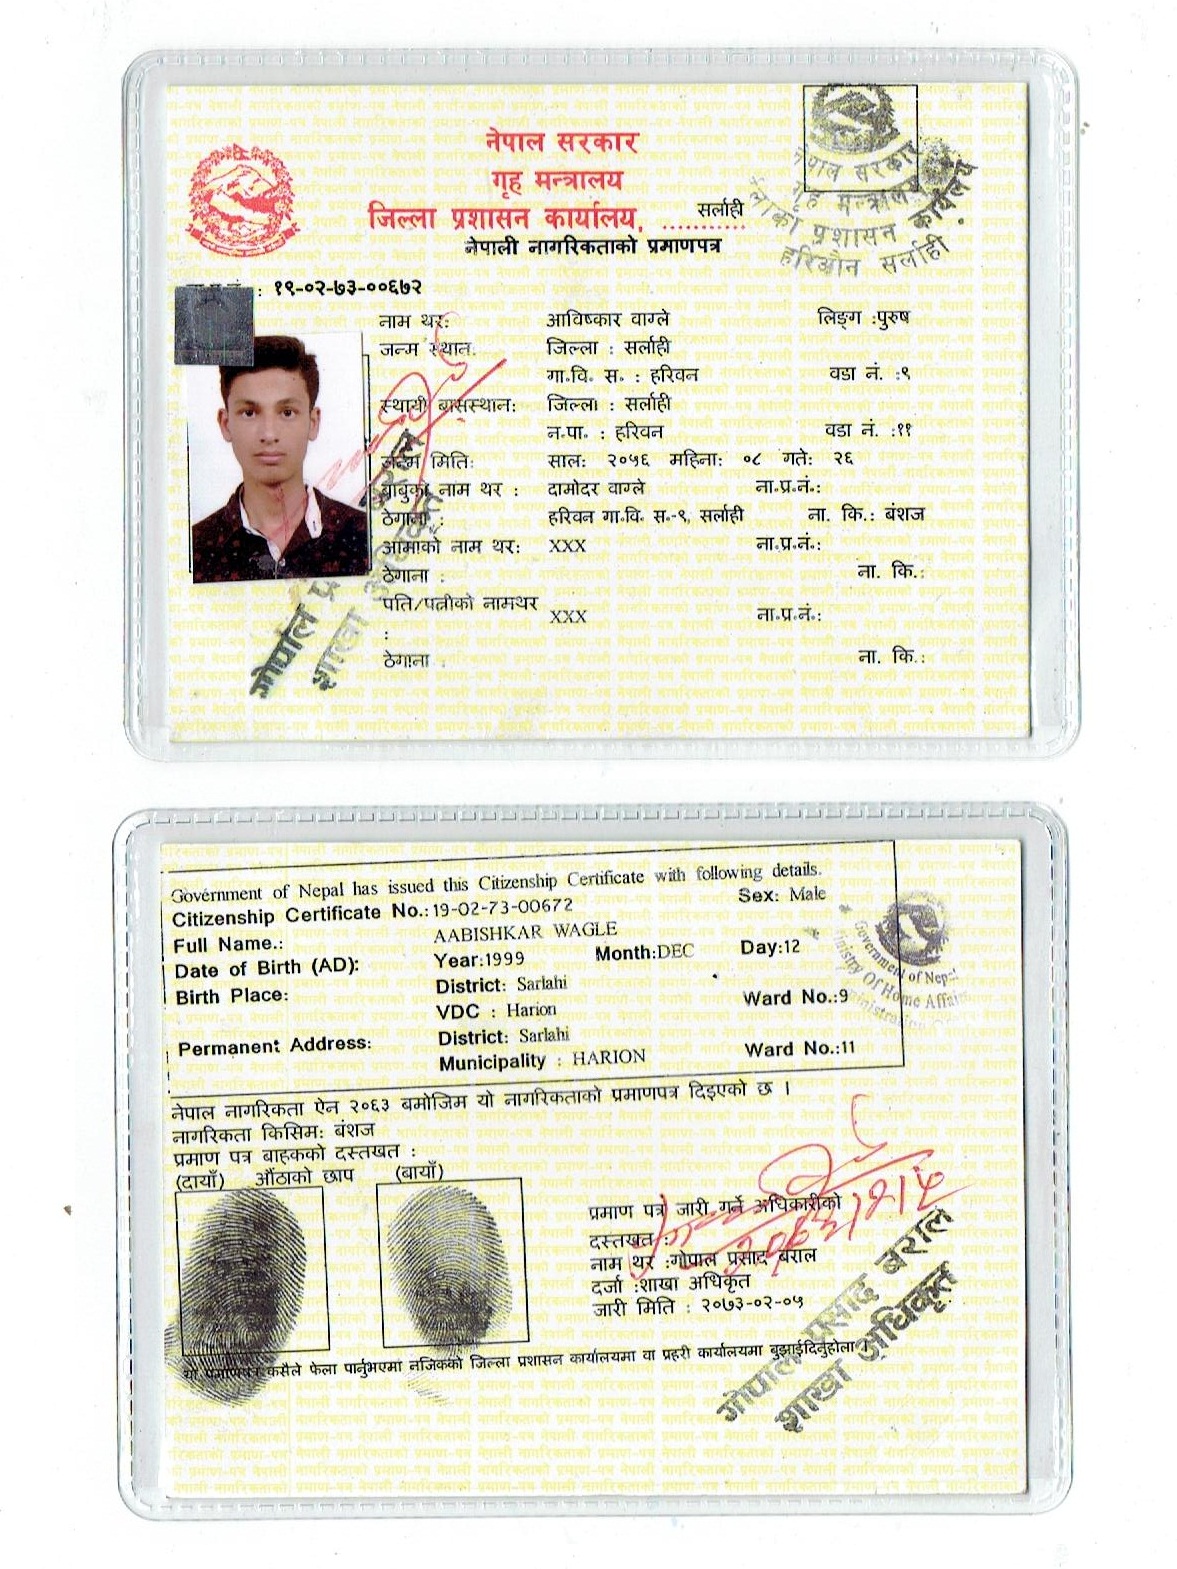 नेपाल सरकार
गृह मन्त्रालय
जिल्ला प्रशासन कार्यालय, ........... सर्लाही
नेपाली नागरिकताको प्रमाणपत्र
नेपाल सरकार
गृह मन्त्रालय
प्रशासन कार्यालय
हरिवौन सर्लाही
: १९-०२-७३-००६७२
नाम थर: आविष्कार वाग्ले लिङ्ग :पुरुष
जन्म स्थान: जिल्ला : सर्लाही
गा.वि. स. : हरिवन वडा नं. :९
स्थायी बासस्थान: जिल्ला : सर्लाही
न.पा. : हरिवन वडा नं. :११
जन्म मिति: साल: २०५६ महिना: ०८ गते: २६
बाबुको नाम थर : दामोदर वाग्ले ना.प्र.नं.:
ठेगाना : हरिवन गा.वि. स.-९, सर्लाही ना. कि.: बंशज
आमाको नाम थर: XXX ना.प्र.नं.:
ठेगाना : ना. कि.:
पति/पत्नीको नामथर XXX ना.प्र.नं.:
:
ठेगाना : ना. कि.:
Government of Nepal has issued this Citizenship Certificate with following details.
Citizenship Certificate No.:19-02-73-00672 Sex: Male
Full Name.: AABISHKAR WAGLE
Date of Birth (AD): Year:1999 Month:DEC Day:12
Birth Place: District: Sarlahi
VDC : Harion Ward No.:9
Permanent Address: District: Sarlahi
Municipality : HARION Ward No.:11
Government of Nepal
Ministry Of Home Affairs
नेपाल नागरिकता ऐन २०६३ बमोजिम यो नागरिकताको प्रमाणपत्र दिइएको छ ।
नागरिकता किसिम: बंशज
प्रमाण पत्र बाहकको दस्तखत :
(दायाँ) औंठाको छाप (बायाँ)
प्रमाण पत्र जारी गर्ने अधिकारीको
दस्तखत :
नाम थर :गोपाल प्रसाद बराल
दर्जा :शाखा अधिकृत
जारी मिति : २०७३-०२-०५
गोपाल प्रसाद बराल
शाखा अधिकृत
यो प्रमाणपत्र कसैले फेला पार्नुभएमा नजिकको जिल्ला प्रशासन कार्यालयमा वा प्रहरी कार्यालयमा बुझाईदिनुहोला ।